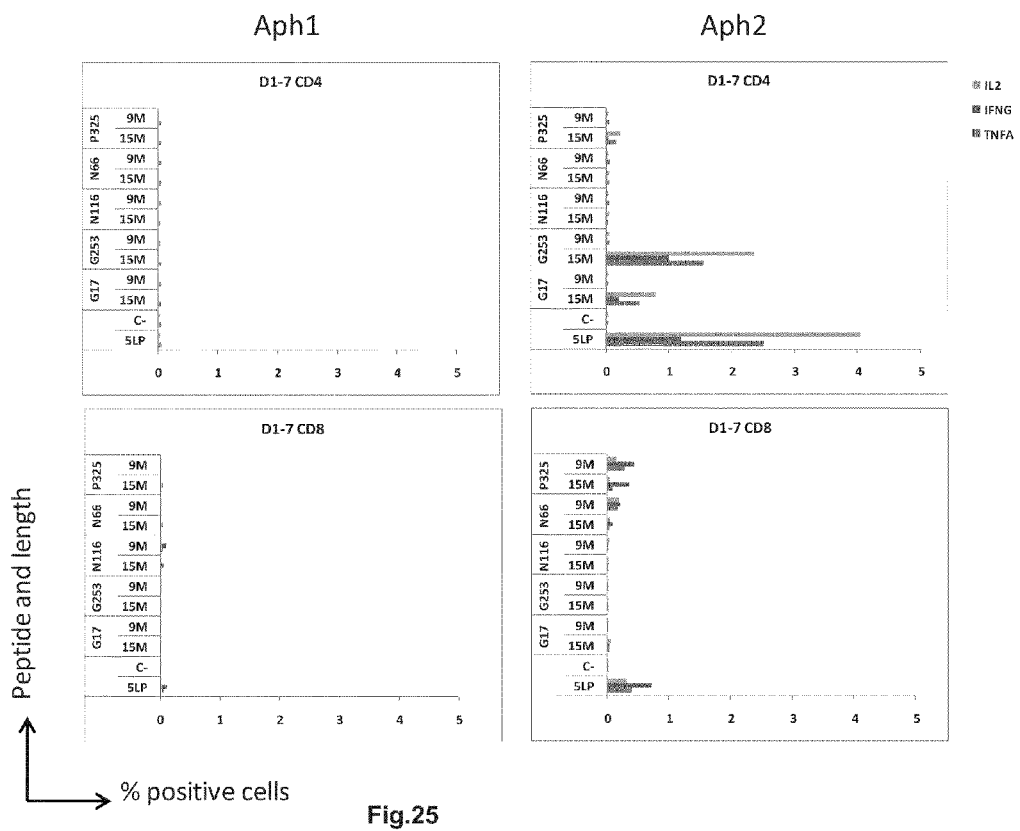 Aph1
Aph2
D1-7 CD4
P325
9M
15M
N66
9M
15M
N116
9M
15M
G253
9M
15M
G17
9M
15M
C-
5LP
0 1 2 3 4 5
D1-7 CD4
P325
9M
15M
N66
9M
15M
N116
9M
15M
G253
9M
15M
G17
9M
15M
C-
5LP
0 1 2 3 4 5
IL2
IFNG
TNFA
D1-7 CD8
P325
9M
15M
N66
9M
15M
N116
9M
15M
G253
9M
15M
G17
9M
15M
C-
5LP
0 1 2 3 4 5
D1-7 CD8
P325
9M
15M
N66
9M
15M
N116
9M
15M
G253
9M
15M
G17
9M
15M
C-
5LP
0 1 2 3 4 5
Peptide and length
% positive cells
Fig.25